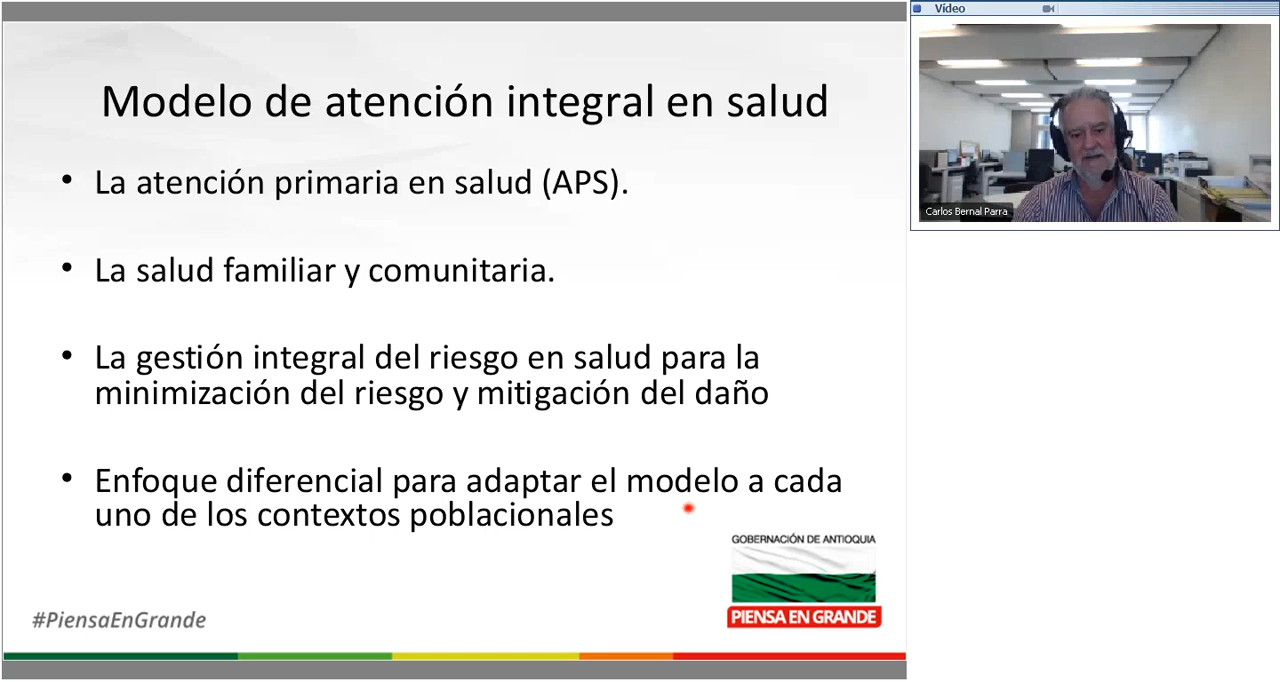 Modelo de atención integral en salud
• La atención primaria en salud (APS).
• La salud familiar y comunitaria.
• La gestión integral del riesgo en salud para la
minimización del riesgo y mitigación del daño
• Enfoque diferencial para adaptar el modelo a cada
uno de los contextos poblacionales
GOBERNACIÓN DE ANTIOQUIA
PIENSA EN GRANDE
#PiensaEnGrande
Vídeo
Carlos Bernal Parra